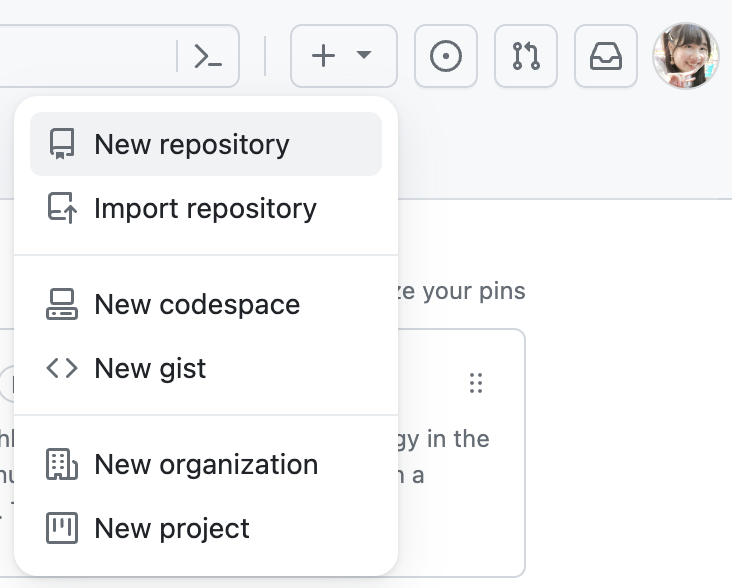 New repository
Import repository
ze your pins
New codespace
New gist
gy in the
New organization
a
New project